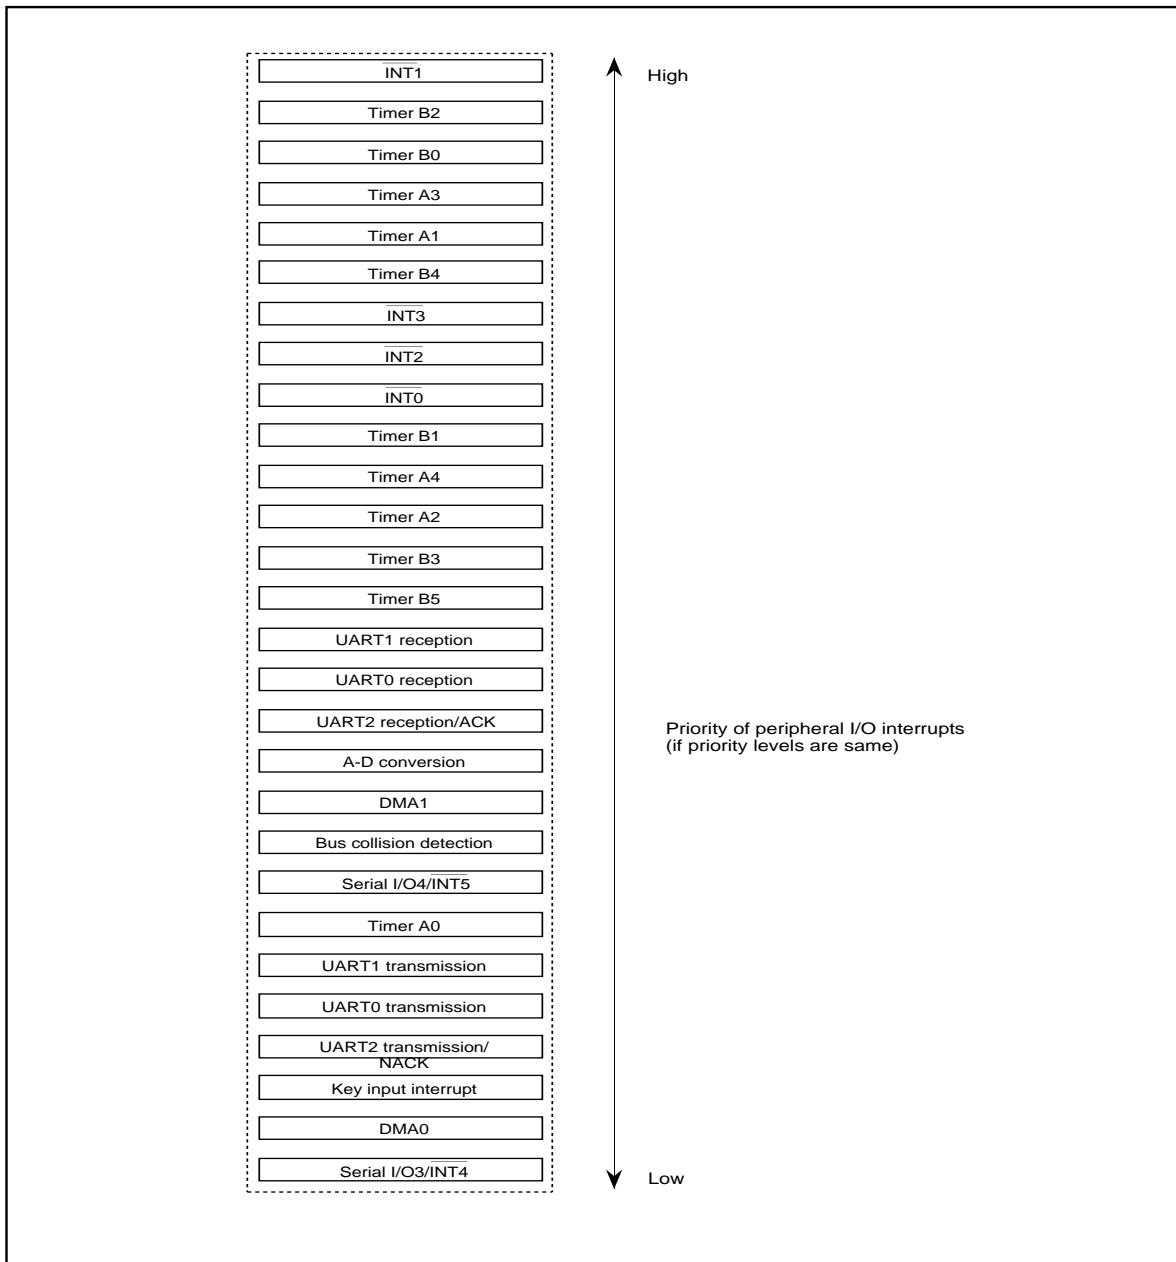 INT1
High
Timer B2
Timer B0
Timer A3
Timer A1
Timer B4
INT3
INT2
INT0
Timer B1
Timer A4
Timer A2
Timer B3
Timer B5
UART1 reception
UART0 reception
UART2 reception/ACK
Priority of peripheral I/O interrupts
(if priority levels are same)
A-D conversion
DMA1
Bus collision detection
Serial I/O4/INT5
Timer A0
UART1 transmission
UART0 transmission
UART2 transmission/
NACK
Key input interrupt
DMA0
Serial I/O3/INT4
Low